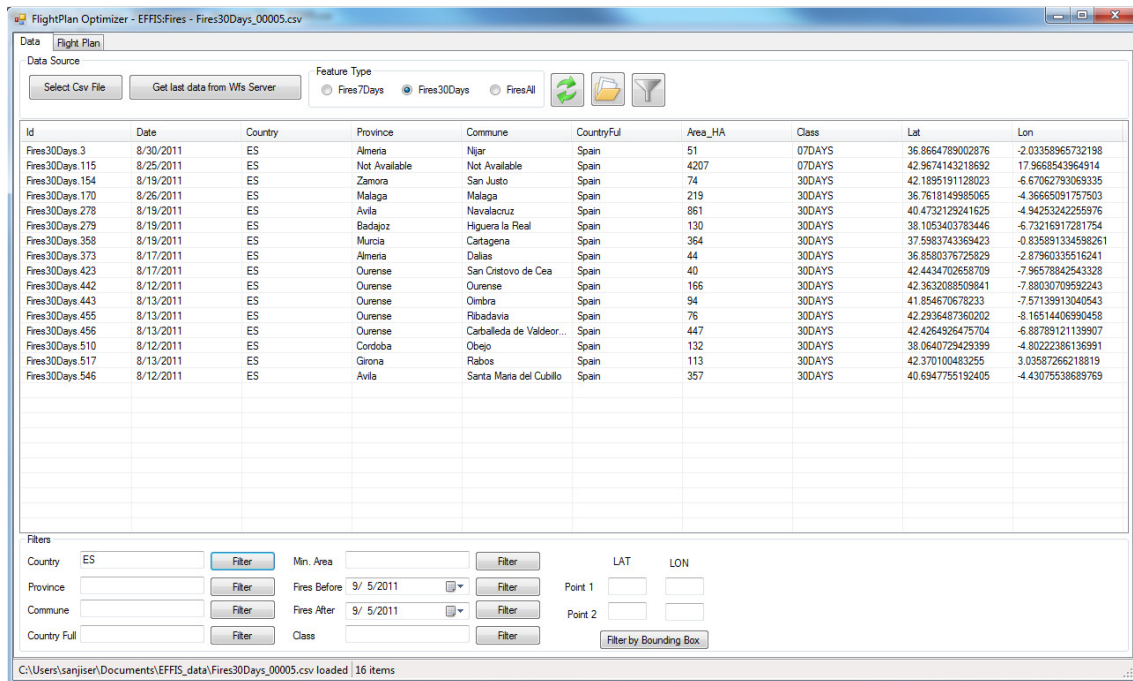 FlightPlan Optimizer - EFFIS:Fires - Fires30Days_00005.csv
Data Flight Plan
Data Source
Select Csv File Get last data from Wfs Server Feature Type Fires7Days Fires30Days FiresAll
Id Date Country Province Commune CountryFul Area_HA Class Lat Lon
Fires30Days.3 8/30/2011 ES Almeria Nijar Spain 51 07DAYS 36.8664789002876 -2.03358965732198
Fires30Days.115 8/25/2011 ES Not Available Not Available Spain 4207 07DAYS 42.9674143218692 17.9668543964914
Fires30Days.154 8/19/2011 ES Zamora San Justo Spain 74 30DAYS 42.1895191128023 -6.67062793069335
Fires30Days.170 8/26/2011 ES Malaga Malaga Spain 219 30DAYS 36.7618149985065 -4.36665091757503
Fires30Days.278 8/19/2011 ES Avila Navalacruz Spain 861 30DAYS 40.4732129241625 -4.94253242255976
Fires30Days.279 8/19/2011 ES Badajoz Higuera la Real Spain 130 30DAYS 38.1053403783446 -6.73216917281754
Fires30Days.358 8/19/2011 ES Murcia Cartagena Spain 364 30DAYS 37.5983743369423 -0.835891334598261
Fires30Days.373 8/17/2011 ES Almeria Dalias Spain 44 30DAYS 36.8580376725829 -2.87960335516241
Fires30Days.423 8/17/2011 ES Ourense San Cristovo de Cea Spain 40 30DAYS 42.4434702658709 -7.96578842543328
Fires30Days.442 8/12/2011 ES Ourense Ourense Spain 166 30DAYS 42.3632088509841 -7.88030709592243
Fires30Days.443 8/13/2011 ES Ourense Oimbra Spain 94 30DAYS 41.854670678233 -7.57139913040543
Fires30Days.455 8/13/2011 ES Ourense Ribadavia Spain 76 30DAYS 42.2936487360202 -8.16514406990458
Fires30Days.456 8/13/2011 ES Ourense Carballeda de Valdeor... Spain 447 30DAYS 42.4264926475704 -6.88789121139907
Fires30Days.510 8/12/2011 ES Cordoba Obejo Spain 132 30DAYS 38.0640729429399 -4.80222386136991
Fires30Days.517 8/13/2011 ES Girona Rabos Spain 113 30DAYS 42.370100483255 3.03587266218819
Fires30Days.546 8/12/2011 ES Avila Santa Maria del Cubillo Spain 357 30DAYS 40.6947755192405 -4.43075538689769
Filters
Country ES Filter Min. Area Filter LAT LON
Province Filter Fires Before 9/ 5/2011 Filter Point 1
Commune Filter Fires After 9/ 5/2011 Filter Point 2
Country Full Filter Class Filter Filter by Bounding Box
C:\Users\sanjiser\Documents\EFFIS_data\Fires30Days_00005.csv loaded 16 items